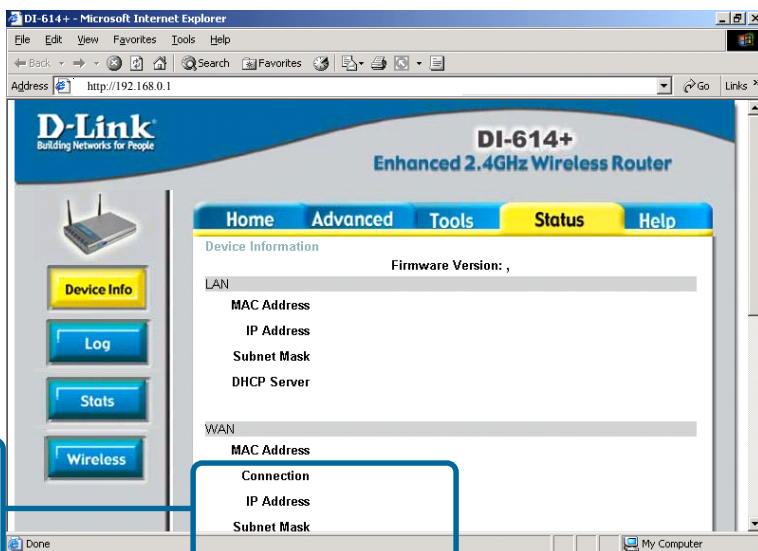 DI-614+ - Microsoft Internet Explorer
File Edit View Favorites Tools Help
Back Search Favorites
Address http://192.168.0.1 Go Links »
D-Link
Building Networks for People
DI-614+
Enhanced 2.4GHz Wireless Router
Home Advanced Tools Status Help
Device Information
Firmware Version: ,
Device Info
LAN
MAC Address
IP Address
Log
Subnet Mask
DHCP Server
Stats
WAN
MAC Address
Wireless
Connection
IP Address
Subnet Mask
Done My Computer